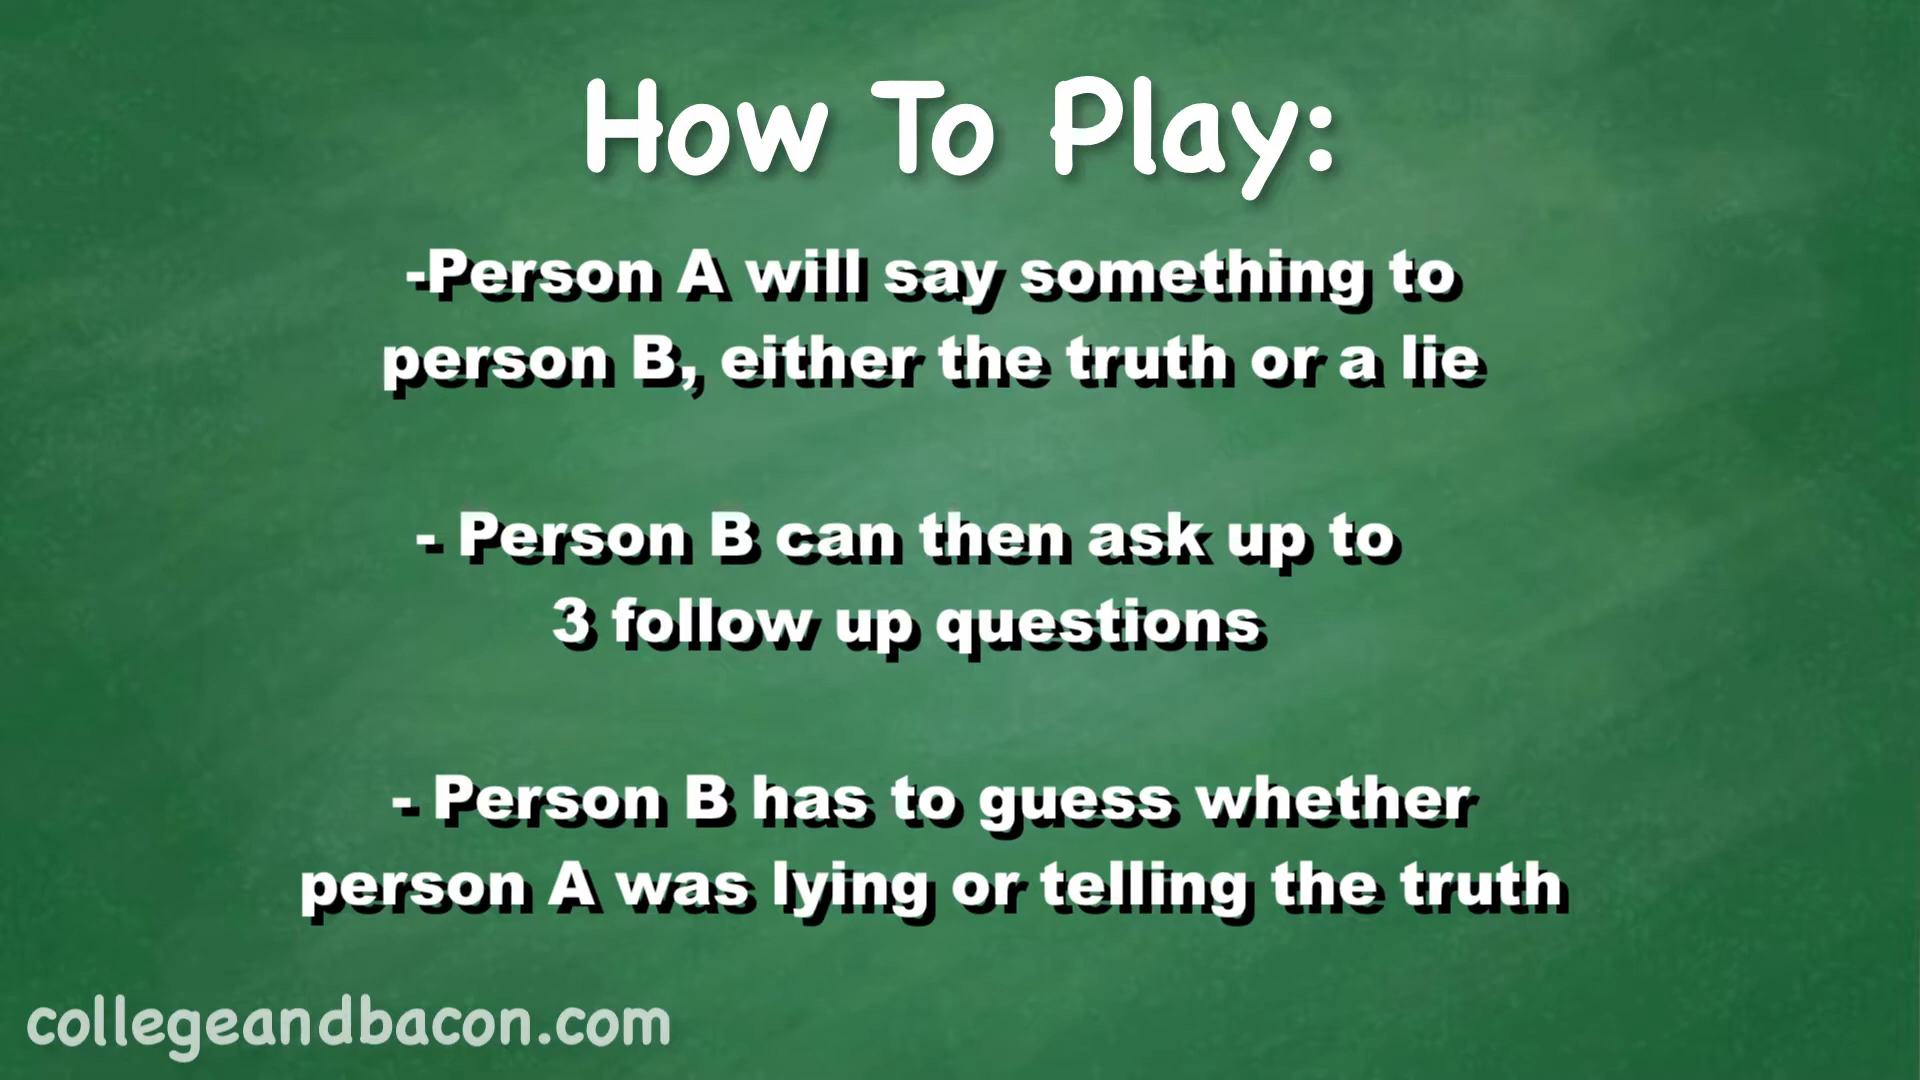 How To Play:
-Person A will say something to
person B, either the truth or a lie
- Person B can then ask up to
3 follow up questions
- Person B has to guess whether
person A was lying or telling the truth
collegeandbacon.com